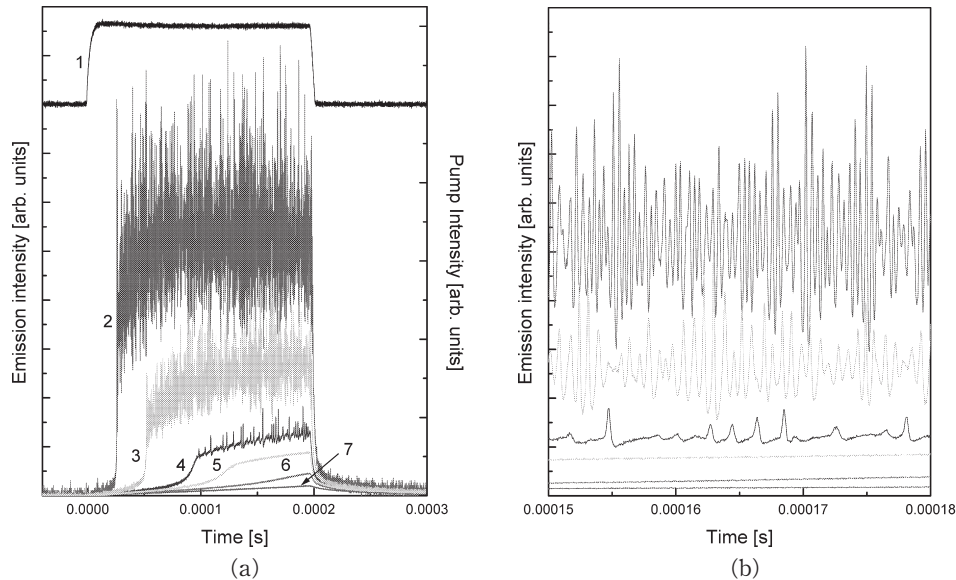 1
2
3
4
5
6
7
Emission intensity [arb. units]
Pump Intensity [arb. units]
0.0000
0.0001
0.0002
0.0003
Time [s]
(a)
Emission intensity [arb. units]
0.00015
0.00016
0.00017
0.00018
Time [s]
(b)